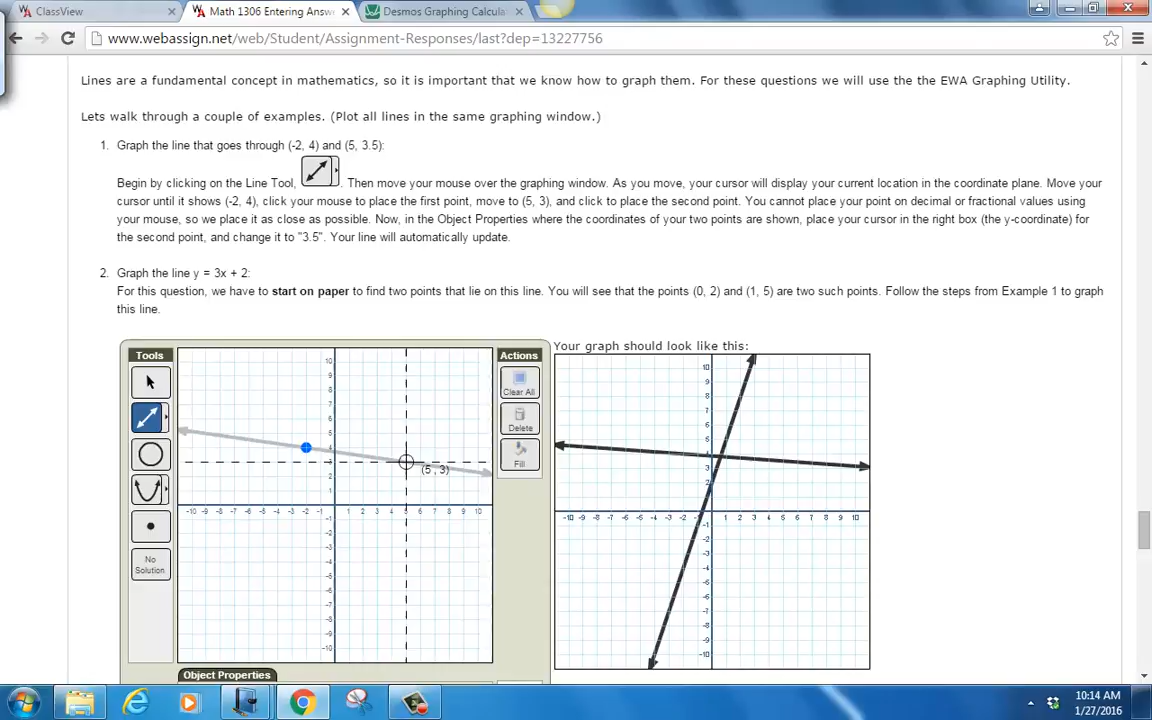 ClassView
Math 1306 Entering Answ
Desmos Graphing Calcula
www.webassign.net/web/Student/Assignment-Responses/last?dep=13227756
Lines are a fundamental concept in mathematics, so it is important that we know how to graph them. For these questions we will use the the EWA Graphing Utility.
Lets walk through a couple of examples. (Plot all lines in the same graphing window.)
1. Graph the line that goes through (-2, 4) and (5, 3.5):
Begin by clicking on the Line Tool, . Then move your mouse over the graphing window. As you move, your cursor will display your current location in the coordinate plane. Move your
cursor until it shows (-2, 4), click your mouse to place the first point, move to (5, 3), and click to place the second point. You cannot place your point on decimal or fractional values using
your mouse, so we place it as close as possible. Now, in the Object Properties where the coordinates of your two points are shown, place your cursor in the right box (the y-coordinate) for
the second point, and change it to "3.5". Your line will automatically update.
2. Graph the line y = 3x + 2:
For this question, we have to start on paper to find two points that lie on this line. You will see that the points (0, 2) and (1, 5) are two such points. Follow the steps from Example 1 to graph
this line.
Tools
Actions
Your graph should look like this:
Clear All
Delete
Fill
(5 , 3)
No
Solution
Object Properties
10:14 AM
1/27/2016